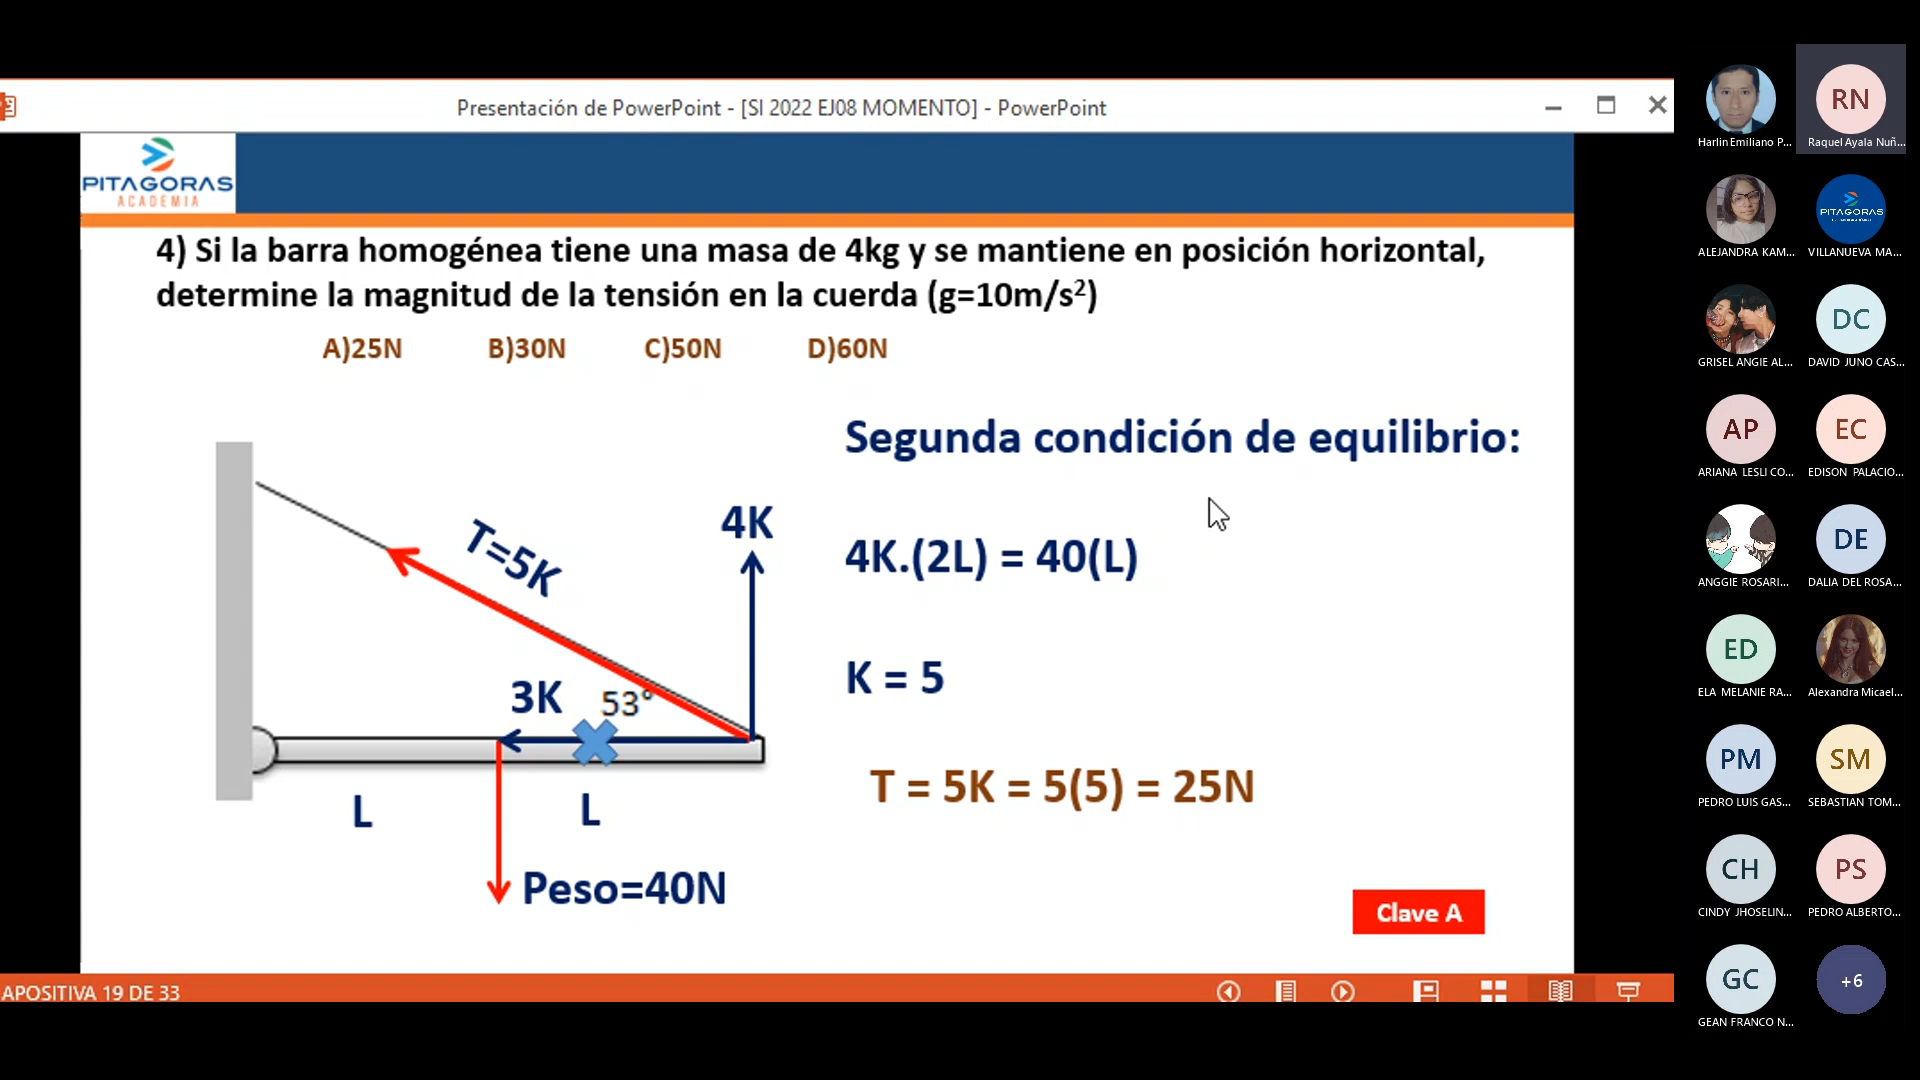 Presentación de PowerPoint - [SI 2022 EJ08 MOMENTO] - PowerPoint
PITAGORAS
ACADEMIA
4) Si la barra homogénea tiene una masa de 4kg y se mantiene en posición horizontal,
determine la magnitud de la tensión en la cuerda (g=10m/s²)
A)25N B)30N C)50N D)60N
Segunda condición de equilibrio:
4K
T=5K
4K.(2L) = 40(L)
3K 53°
K = 5
L L
T = 5K = 5(5) = 25N
Peso=40N
Clave A
APOSITIVA 19 DE 33
Harlin Emiliano P...
RN
Raquel Ayala Nuñ...
ALEJANDRA KAM...
PITAGORAS
VILLANUEVA MA...
GRISEL ANGIE AL...
DC
DAVID JUNO CAS...
AP
ARIANA LESLI CO...
EC
EDISON PALACIO...
ANGGIE ROSARI...
DE
DALIA DEL ROSA...
ED
ELA MELANIE RA...
Alexandra Micael...
PM
PEDRO LUIS GAS...
SM
SEBASTIAN TOM...
CH
CINDY JHOSELIN...
PS
PEDRO ALBERTO...
GC
GEAN FRANCO N...
+6